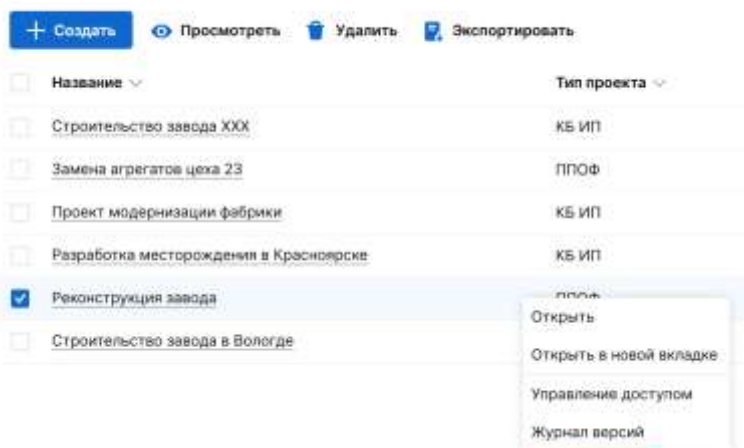 Создать Просмотреть Удалить Экспортировать
Название Тип проекта
Строительство завода XXX КБ ИП
Замена агрегатов цеха 23 ППОФ
Проект модернизации фабрики КБ ИП
Разработка месторождения в Красноярске КБ ИП
Реконструкция завода ППОФ
Открыть
Строительство завода в Вологде
Открыть в новой вкладке
Управление доступом
Журнал версий